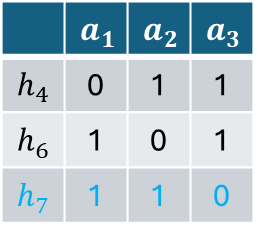 a₁ a₂ a₃
h₄ 0 1 1
h₆ 1 0 1
h₇ 1 1 0